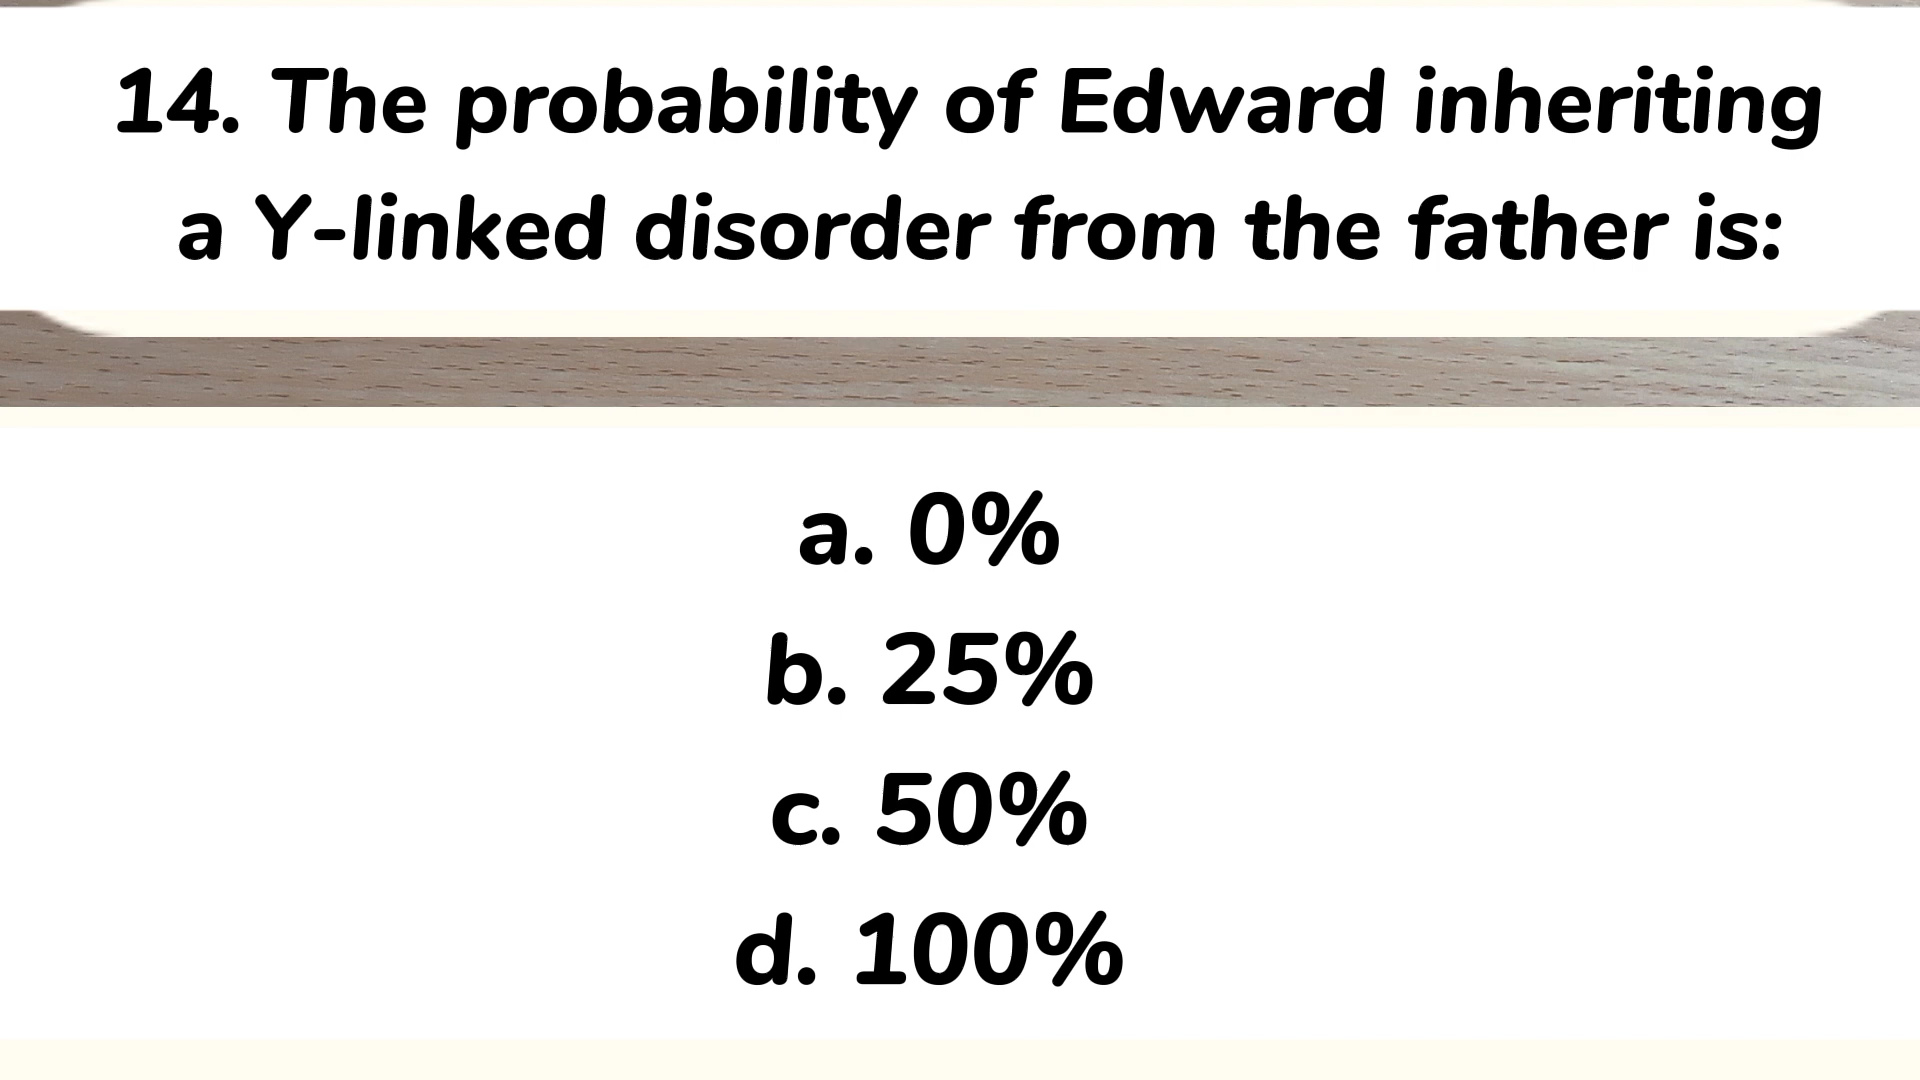 14. The probability of Edward inheriting
a Y-linked disorder from the father is:
a. 0%
b. 25%
c. 50%
d. 100%